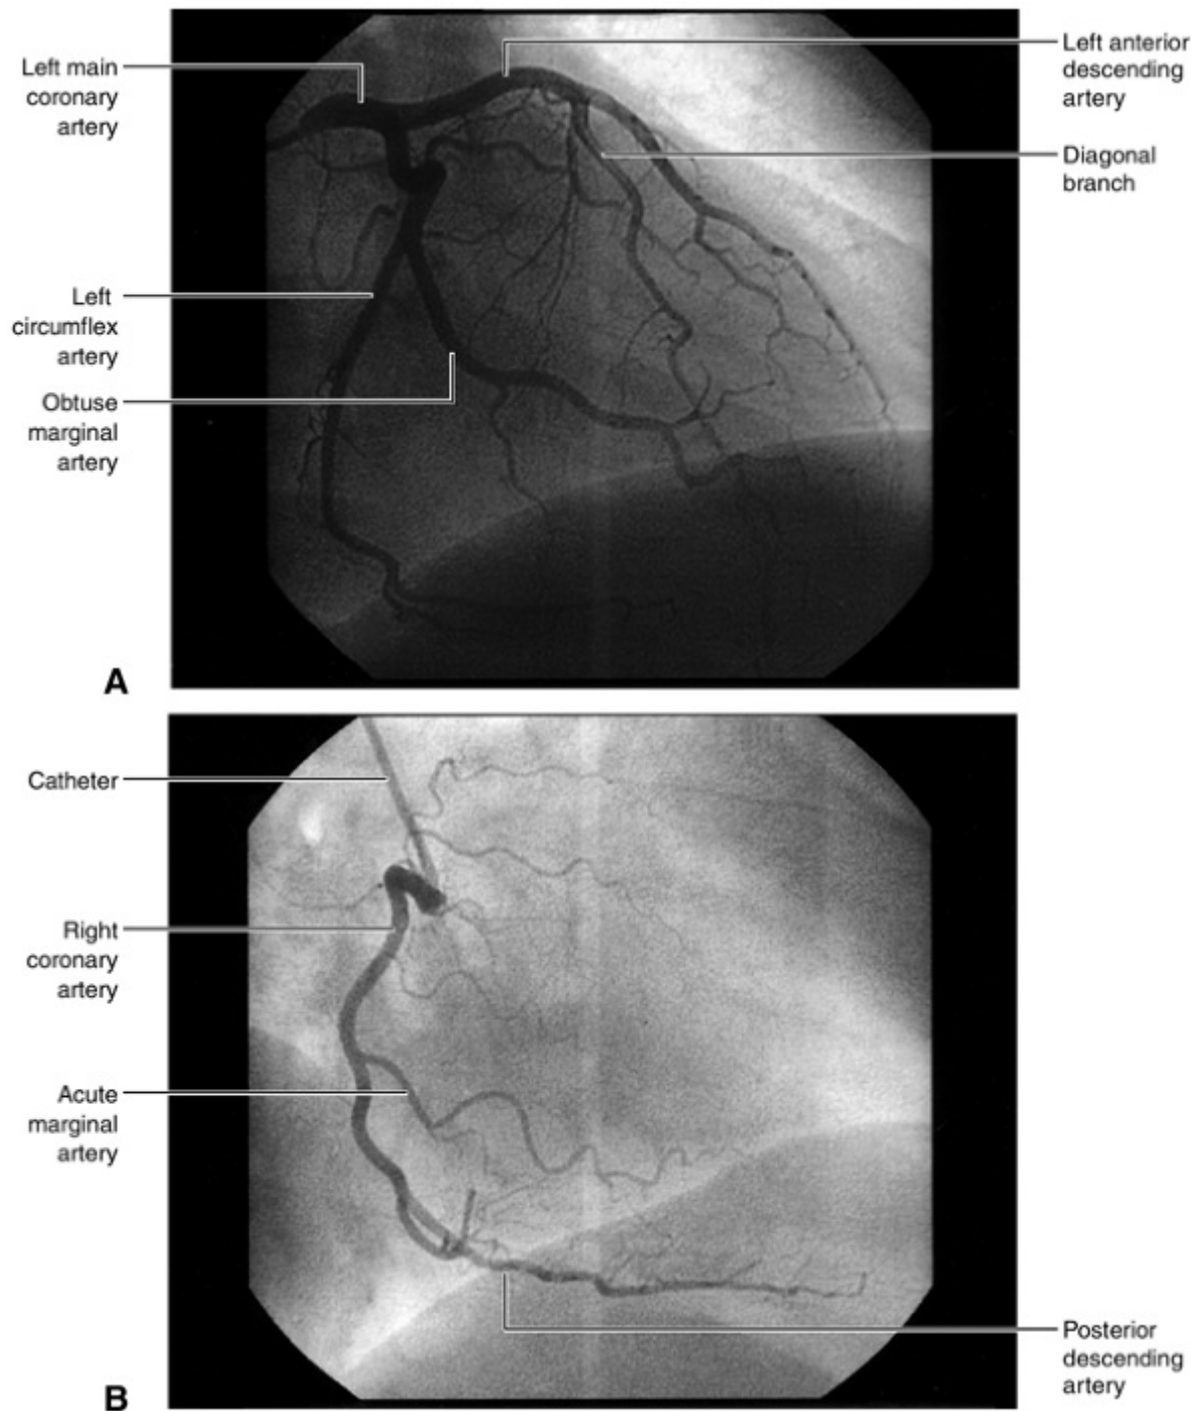 Left main
coronary
artery
Left anterior
descending
artery
Diagonal
branch
Left
circumflex
artery
Obtuse
marginal
artery
A
Catheter
Right
coronary
artery
Acute
marginal
artery
Posterior
descending
artery
B